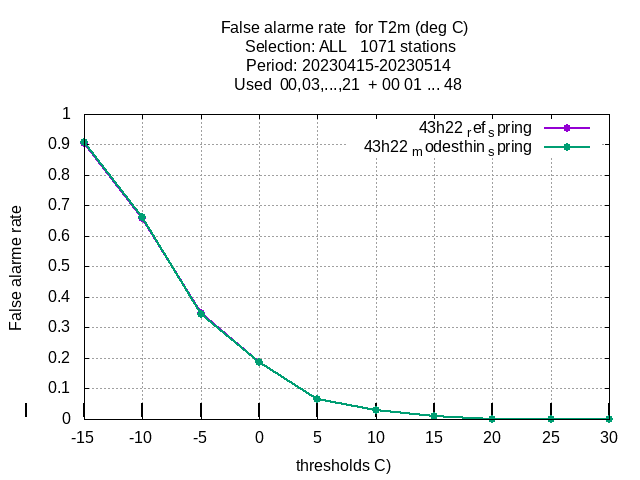 False alarme rate  for T2m (deg C)
Selection: ALL   1071 stations
Period: 20230415-20230514
Used  00,03,...,21  + 00 01 ... 48
43h22 ref spring
43h22 modesthin spring
1
0.9
0.8
0.7
0.6
0.5
0.4
0.3
0.2
0.1
0
False alarme rate
-15 -10 -5 0 5 10 15 20 25 30
thresholds C)